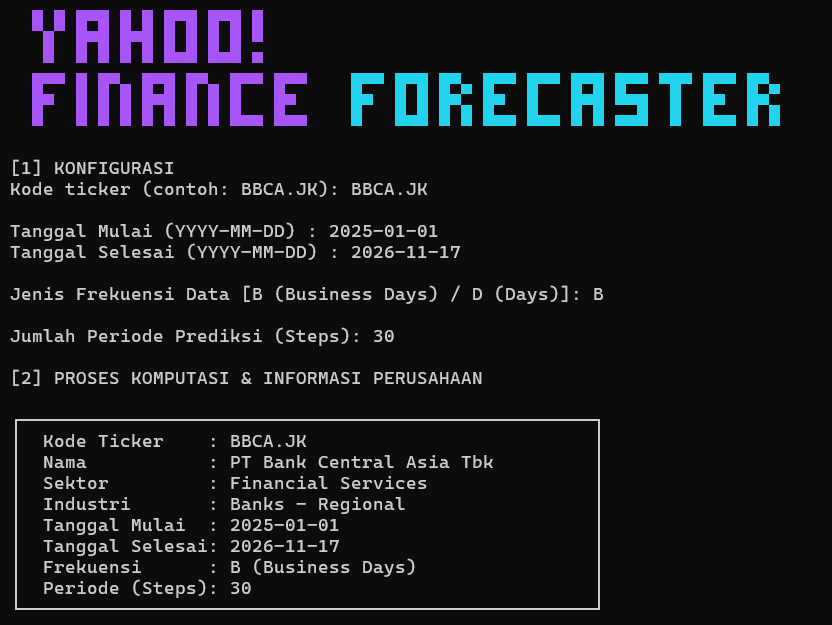 YAHOO!
FINANCE FORECASTER
[1] KONFIGURASI
Kode ticker (contoh: BBCA.JK): BBCA.JK
Tanggal Mulai (YYYY-MM-DD) : 2025-01-01
Tanggal Selesai (YYYY-MM-DD) : 2026-11-17
Jenis Frekuensi Data [B (Business Days) / D (Days)]: B
Jumlah Periode Prediksi (Steps): 30
[2] PROSES KOMPUTASI & INFORMASI PERUSAHAAN
Kode Ticker : BBCA.JK
Nama : PT Bank Central Asia Tbk
Sektor : Financial Services
Industri : Banks - Regional
Tanggal Mulai : 2025-01-01
Tanggal Selesai: 2026-11-17
Frekuensi : B (Business Days)
Periode (Steps): 30